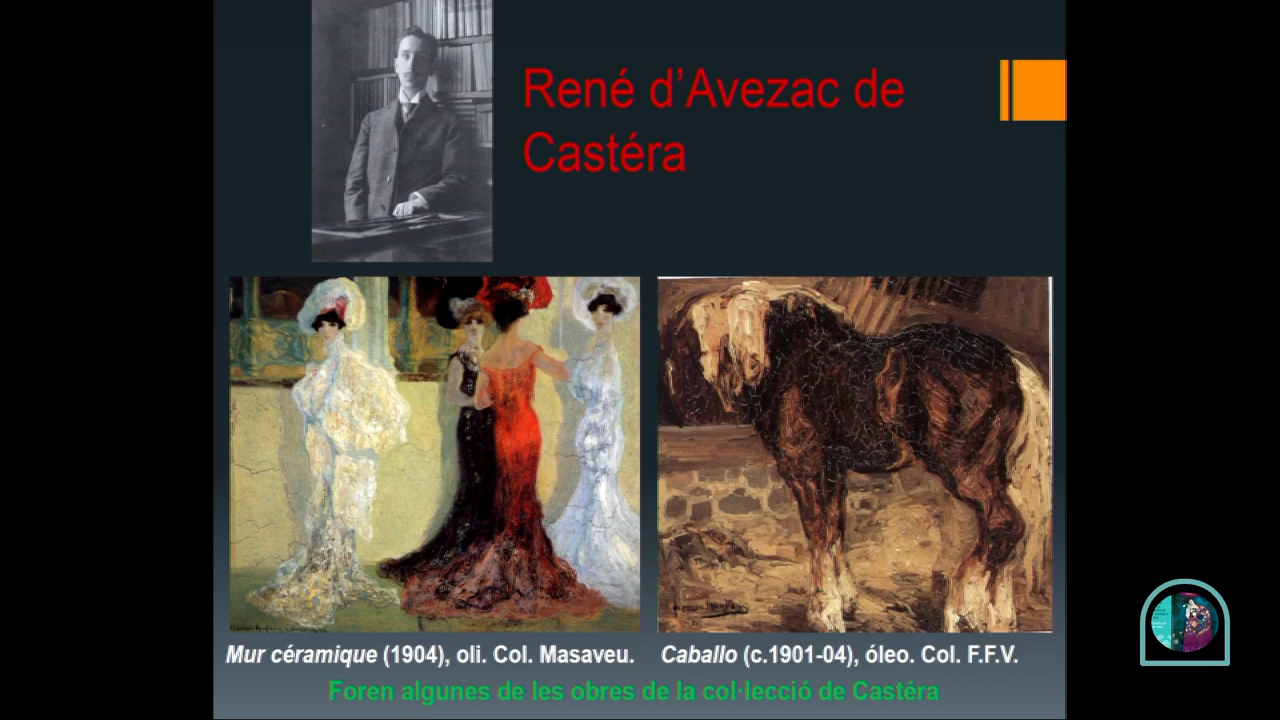 René d’Avezac de
Castéra
Mur céramique (1904), oli. Col. Masaveu.
Caballo (c.1901-04), óleo. Col. F.F.V.
Foren algunes de les obres de la col·lecció de Castéra